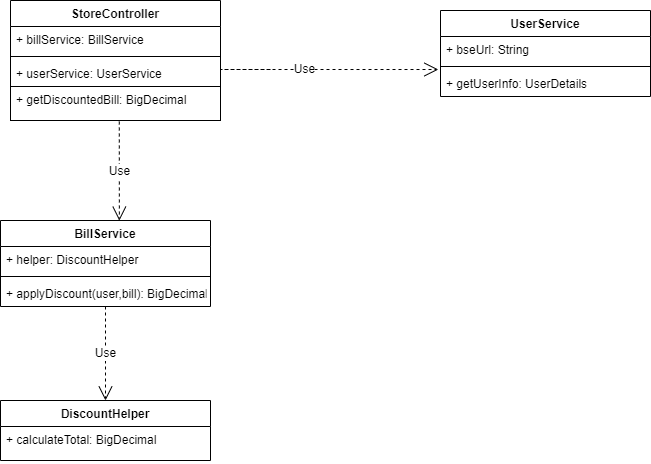 StoreController
+ billService: BillService
+ userService: UserService
+ getDiscountedBill: BigDecimal
UserService
+ bseUrl: String
+ getUserInfo: UserDetails
Use
Use
BillService
+ helper: DiscountHelper
+ applyDiscount(user,bill): BigDecimal
Use
DiscountHelper
+ calculateTotal: BigDecimal